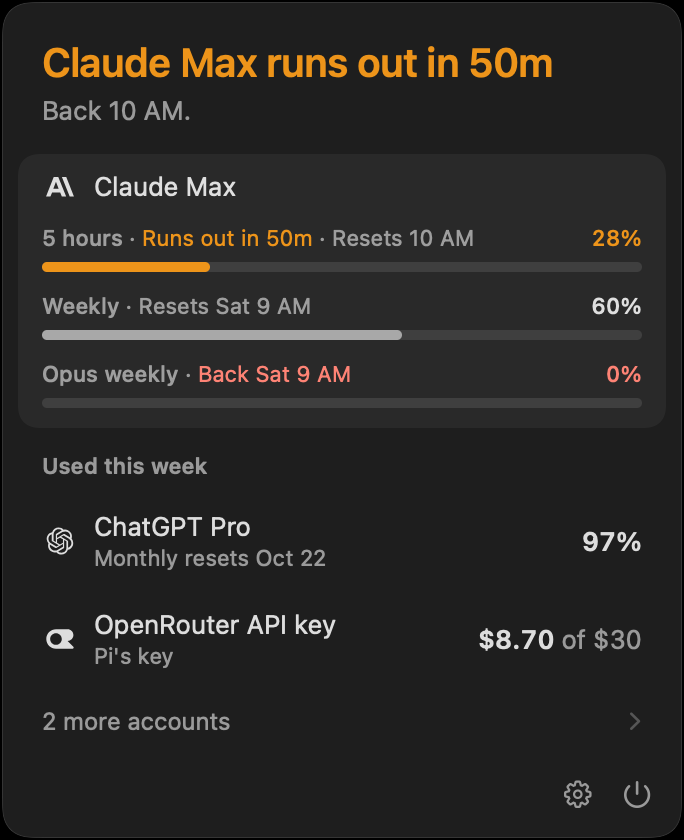 Claude Max runs out in 50m
Back 10 AM.
Claude Max
5 hours · Runs out in 50m · Resets 10 AM 28%
Weekly · Resets Sat 9 AM 60%
Opus weekly · Back Sat 9 AM 0%
Used this week
ChatGPT Pro
Monthly resets Oct 22
97%
OpenRouter API key
Pi's key
$8.70 of $30
2 more accounts